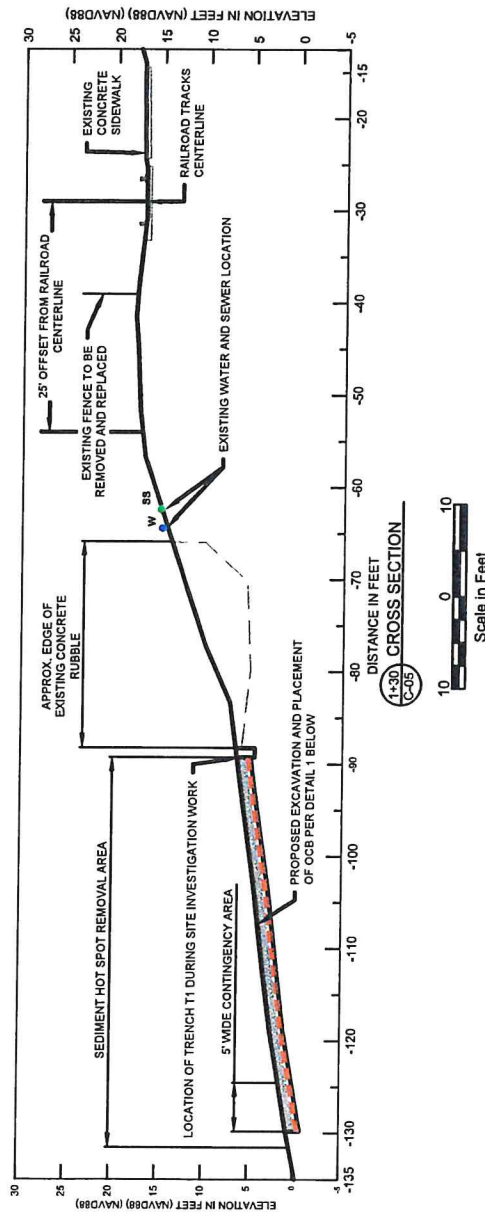 ELEVATION IN FEET (NAVD88) (NAVD88)
30
25
20
15
10
5
0
-5
SEDIMENT HOT SPOT REMOVAL AREA
LOCATION OF TRENCH T1 DURING SITE INVESTIGATION WORK
5' WIDE CONTINGENCY AREA
PROPOSED EXCAVATION AND PLACEMENT
OF OCB PER DETAIL 1 BELOW
APPROX. EDGE OF
EXISTING CONCRETE
RUBBLE
W
SS
EXISTING WATER AND SEWER LOCATION
25' OFFSET FROM RAILROAD
CENTERLINE
EXISTING FENCE TO BE
REMOVED AND REPLACED
EXISTING
CONCRETE
SIDEWALK
RAILROAD TRACKS
CENTERLINE
ELEVATION IN FEET (NAVD88) (NAVD88)
30
25
20
15
10
5
0
-5
-135
-130
-120
-110
-100
-90
-80
-70
-60
-50
-40
-30
-20
-15
DISTANCE IN FEET
1+30 CROSS SECTION
C-05
10 0 10
Scale in Feet